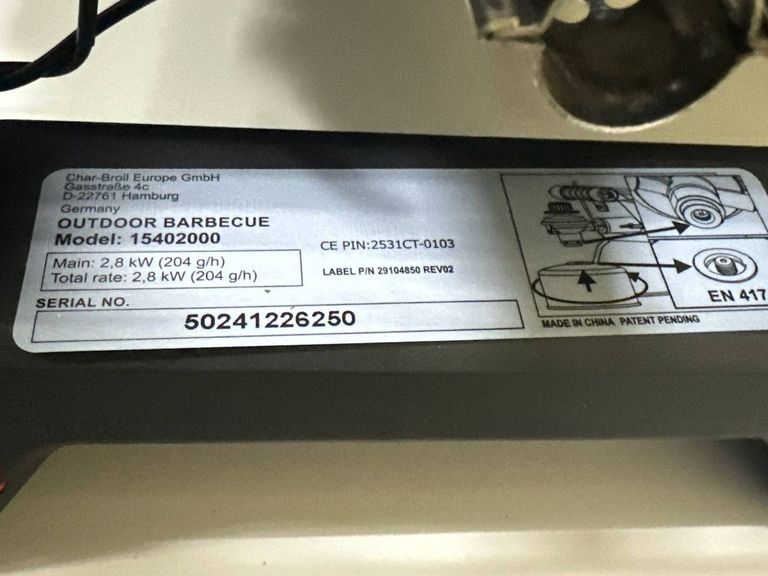 Char-Broil Europe GmbH
Gasstraße 4c
D-22761 Hamburg
Germany
OUTDOOR BARBECUE
Model: 15402000
Main: 2,8 kW (204 g/h)
Total rate: 2,8 kW (204 g/h)
CE PIN:2531CT-0103
LABEL P/N 29104850 REV02
SERIAL NO.
50241226250
EN 417
MADE IN CHINA PATENT PENDING